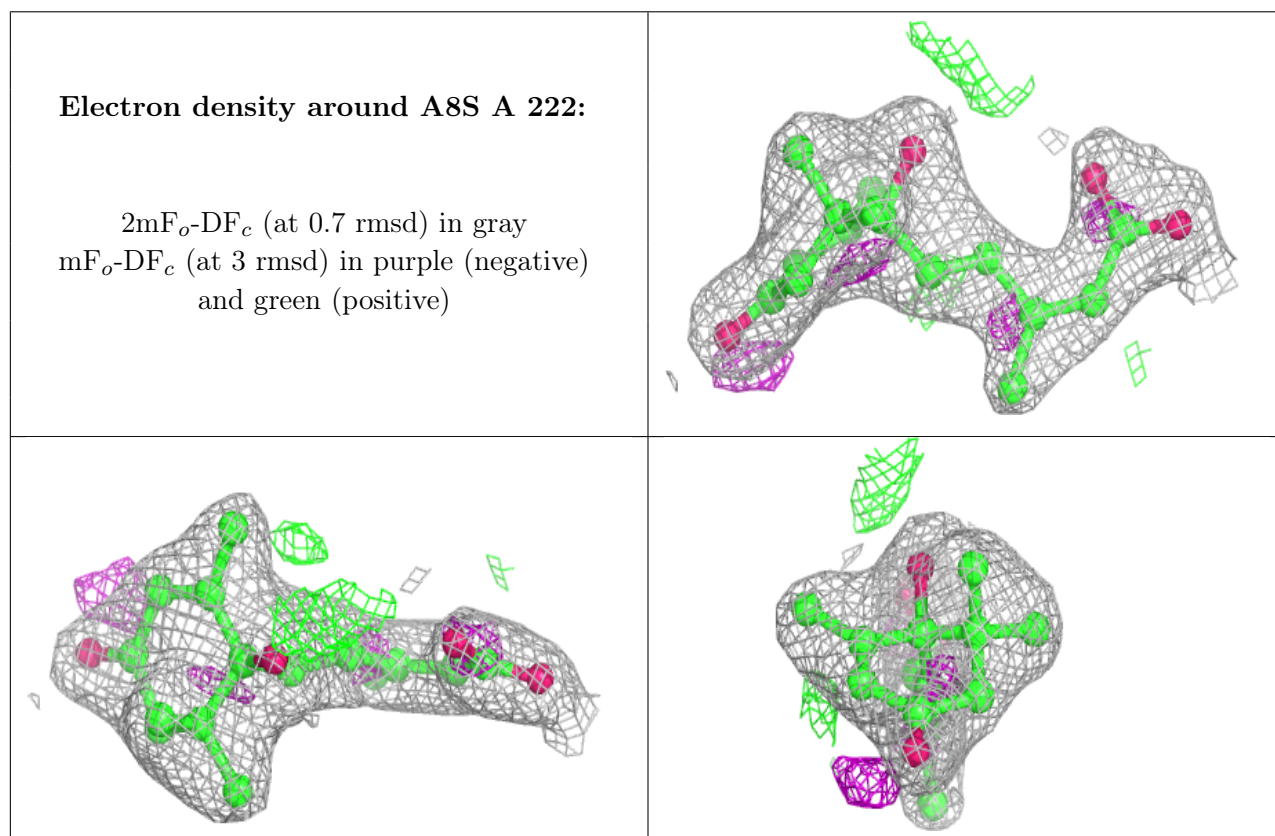 Electron density around A8S A 222:
2mFo-DFc (at 0.7 rmsd) in gray
mFo-DFc (at 3 rmsd) in purple (negative)
and green (positive)